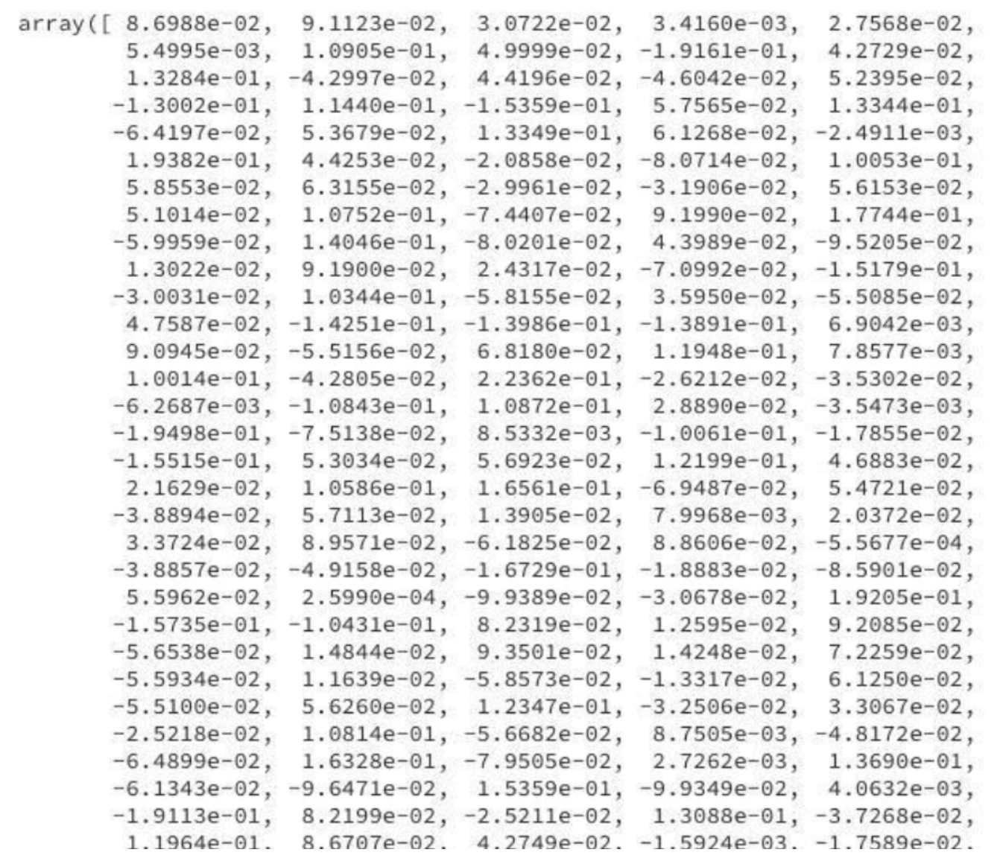 array([ 8.6988e-02, 9.1123e-02, 3.0722e-02, 3.4160e-03, 2.7568e-02,
5.4995e-03, 1.0905e-01, 4.9999e-02, -1.9161e-01, 4.2729e-02,
1.3284e-01, -4.2997e-02, 4.4196e-02, -4.6042e-02, 5.2395e-02,
-1.3002e-01, 1.1440e-01, -1.5359e-01, 5.7565e-02, 1.3344e-01,
-6.4197e-02, 5.3679e-02, 1.3349e-01, 6.1268e-02, -2.4911e-03,
1.9382e-01, 4.4253e-02, -2.0858e-02, -8.0714e-02, 1.0053e-01,
5.8553e-02, 6.3155e-02, -2.9961e-02, -3.1906e-02, 5.6153e-02,
5.1014e-02, 1.0752e-01, -7.4407e-02, 9.1990e-02, 1.7744e-01,
-5.9959e-02, 1.4046e-01, -8.0201e-02, 4.3989e-02, -9.5205e-02,
1.3022e-02, 9.1900e-02, 2.4317e-02, -7.0992e-02, -1.5179e-01,
-3.0031e-02, 1.0344e-01, -5.8155e-02, 3.5950e-02, -5.5085e-02,
4.7587e-02, -1.4251e-01, -1.3986e-01, -1.3891e-01, 6.9042e-03,
9.0945e-02, -5.5156e-02, 6.8180e-02, 1.1948e-01, 7.8577e-03,
1.0014e-01, -4.2805e-02, 2.2362e-01, -2.6212e-02, -3.5302e-02,
-6.2687e-03, -1.0843e-01, 1.0872e-01, 2.8890e-02, -3.5473e-03,
-1.9498e-01, -7.5138e-02, 8.5332e-03, -1.0061e-01, -1.7855e-02,
-1.5515e-01, 5.3034e-02, 5.6923e-02, 1.2199e-01, 4.6883e-02,
2.1629e-02, 1.0586e-01, 1.6561e-01, -6.9487e-02, 5.4721e-02,
-3.8894e-02, 5.7113e-02, 1.3905e-02, 7.9968e-03, 2.0372e-02,
3.3724e-02, 8.9571e-02, -6.1825e-02, 8.8606e-02, -5.5677e-04,
-3.8857e-02, -4.9158e-02, -1.6729e-01, -1.8883e-02, -8.5901e-02,
5.5962e-02, 2.5990e-04, -9.9389e-02, -3.0678e-02, 1.9205e-01,
-1.5735e-01, -1.0431e-01, 8.2319e-02, 1.2595e-02, 9.2085e-02,
-5.6538e-02, 1.4844e-02, 9.3501e-02, 1.4248e-02, 7.2259e-02,
-5.5934e-02, 1.1639e-02, -5.8573e-02, -1.3317e-02, 6.1250e-02,
-5.5100e-02, 5.6260e-02, 1.2347e-01, -3.2506e-02, 3.3067e-02,
-2.5218e-02, 1.0814e-01, -5.6682e-02, 8.7505e-03, -4.8172e-02,
-6.4899e-02, 1.6328e-01, -7.9505e-02, 2.7262e-03, 1.3690e-01,
-6.1343e-02, -9.6471e-02, 1.5359e-01, -9.9349e-02, 4.0632e-03,
-1.9113e-01, 8.2199e-02, -2.5211e-02, 1.3088e-01, -3.7268e-02,
1.1964e-01, 8.6707e-02, 4.2749e-02, -1.5924e-03, -1.7589e-02,